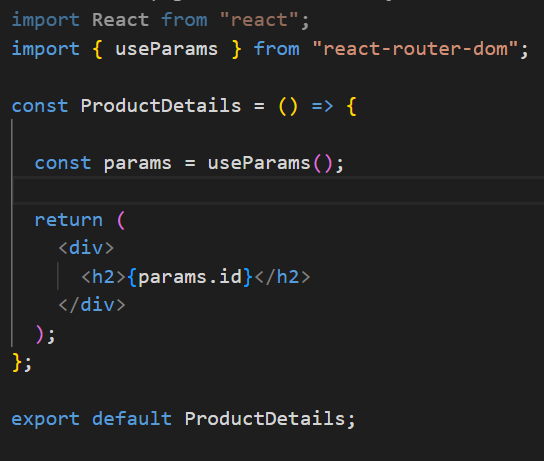 import React from "react";
import { useParams } from "react-router-dom";
const ProductDetails = () => {
const params = useParams();
return (
<div>
<h2>{params.id}</h2>
</div>
);
};
export default ProductDetails;